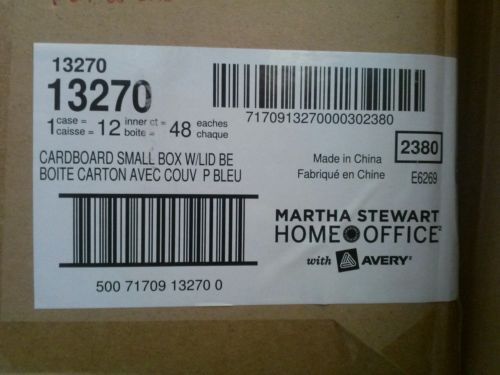 13270
13270
1 case = 12 inner ct = 48 eaches
caisse = boite = chaque
CARDBOARD SMALL BOX W/LID BE
BOITE CARTON AVEC COUV P BLEU
500 71709 13270 0
7170913270000302380
Made in China
Fabriqué en Chine
2380
E6269
MARTHA STEWART
HOME OFFICE
with AVERY